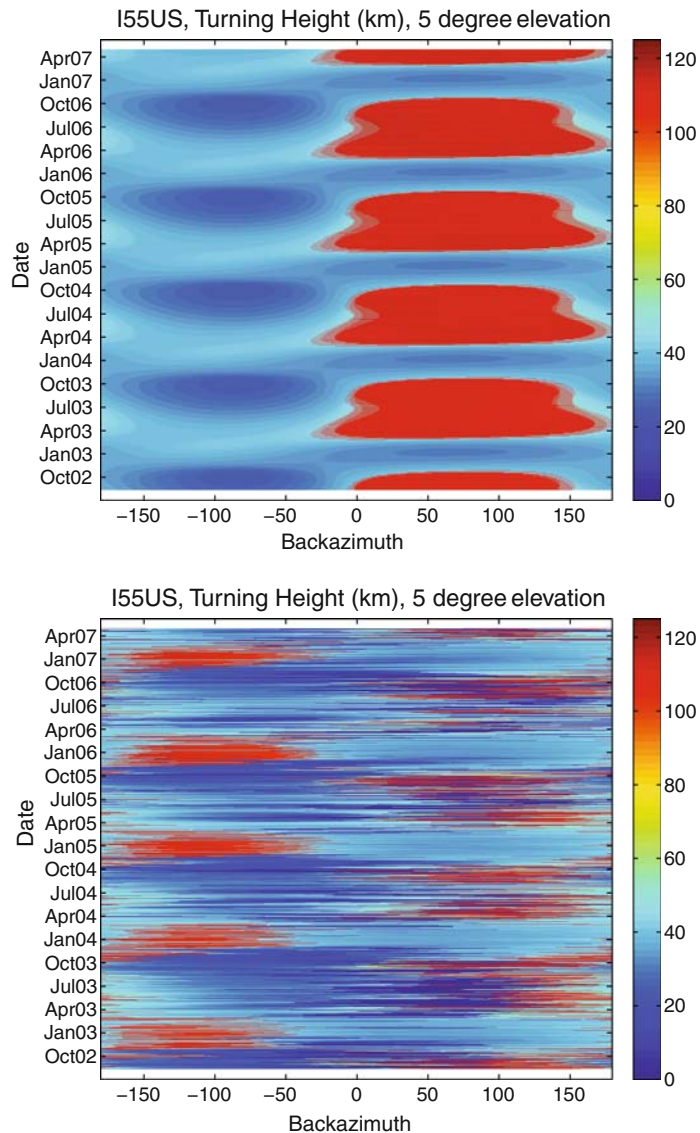 I55US, Turning Height (km), 5 degree elevation
Apr07
Jan07
Oct06
Jul06
Apr06
Jan06
Oct05
Jul05
Apr05
Jan05
Oct04
Jul04
Apr04
Jan04
Oct03
Jul03
Apr03
Jan03
Oct02
Date
−150 −100 −50 0 50 100 150
Backazimuth
120
100
80
60
40
20
0
I55US, Turning Height (km), 5 degree elevation
Apr07
Jan07
Oct06
Jul06
Apr06
Jan06
Oct05
Jul05
Apr05
Jan05
Oct04
Jul04
Apr04
Jan04
Oct03
Jul03
Apr03
Jan03
Oct02
Date
−150 −100 −50 0 50 100 150
Backazimuth
120
100
80
60
40
20
0